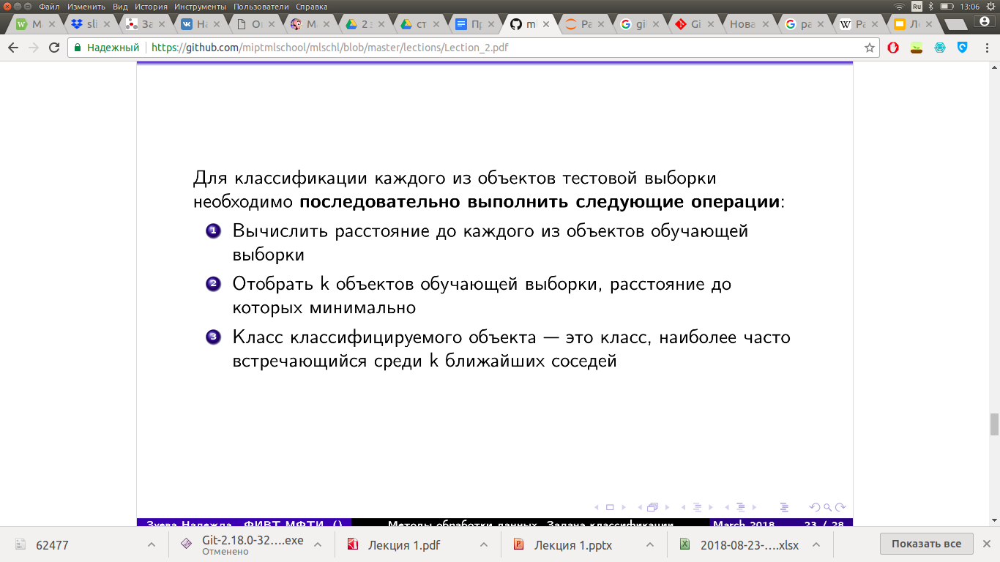 Файл Изменить Вид История Инструменты Пользователи Справка
Ru 13:06
Ma sli За На О M 2 з ст Пр ml Pa git Gi Нова pa Pa Ле
Надежный https://github.com/miptmlschool/mlschl/blob/master/lections/Lection_2.pdf
Для классификации каждого из объектов тестовой выборки
необходимо последовательно выполнить следующие операции:
1 Вычислить расстояние до каждого из объектов обучающей
выборки
2 Отобрать k объектов обучающей выборки, расстояние до
которых минимально
3 Класс классифицируемого объекта — это класс, наиболее часто
встречающийся среди k ближайших соседей
Зуева Надежда ФИВТ МФТИ () Методы обработки данных. Задача классификации March 2018 23 / 28
62477 Git-2.18.0-32....exe Лекция 1.pdf Лекция 1.pptx 2018-08-23-....xlsx Показать все
Отменено